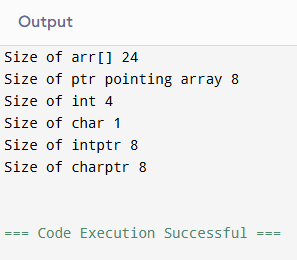 Output
Size of arr[] 24
Size of ptr pointing array 8
Size of int 4
Size of char 1
Size of intptr 8
Size of charptr 8
=== Code Execution Successful ===